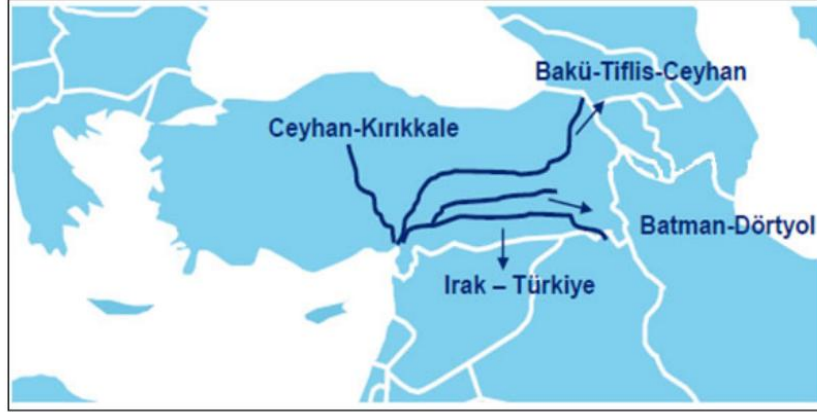 Bakü-Tiflis-Ceyhan
Ceyhan-Kırıkkale
Batman-Dörtyol
Irak – Türkiye